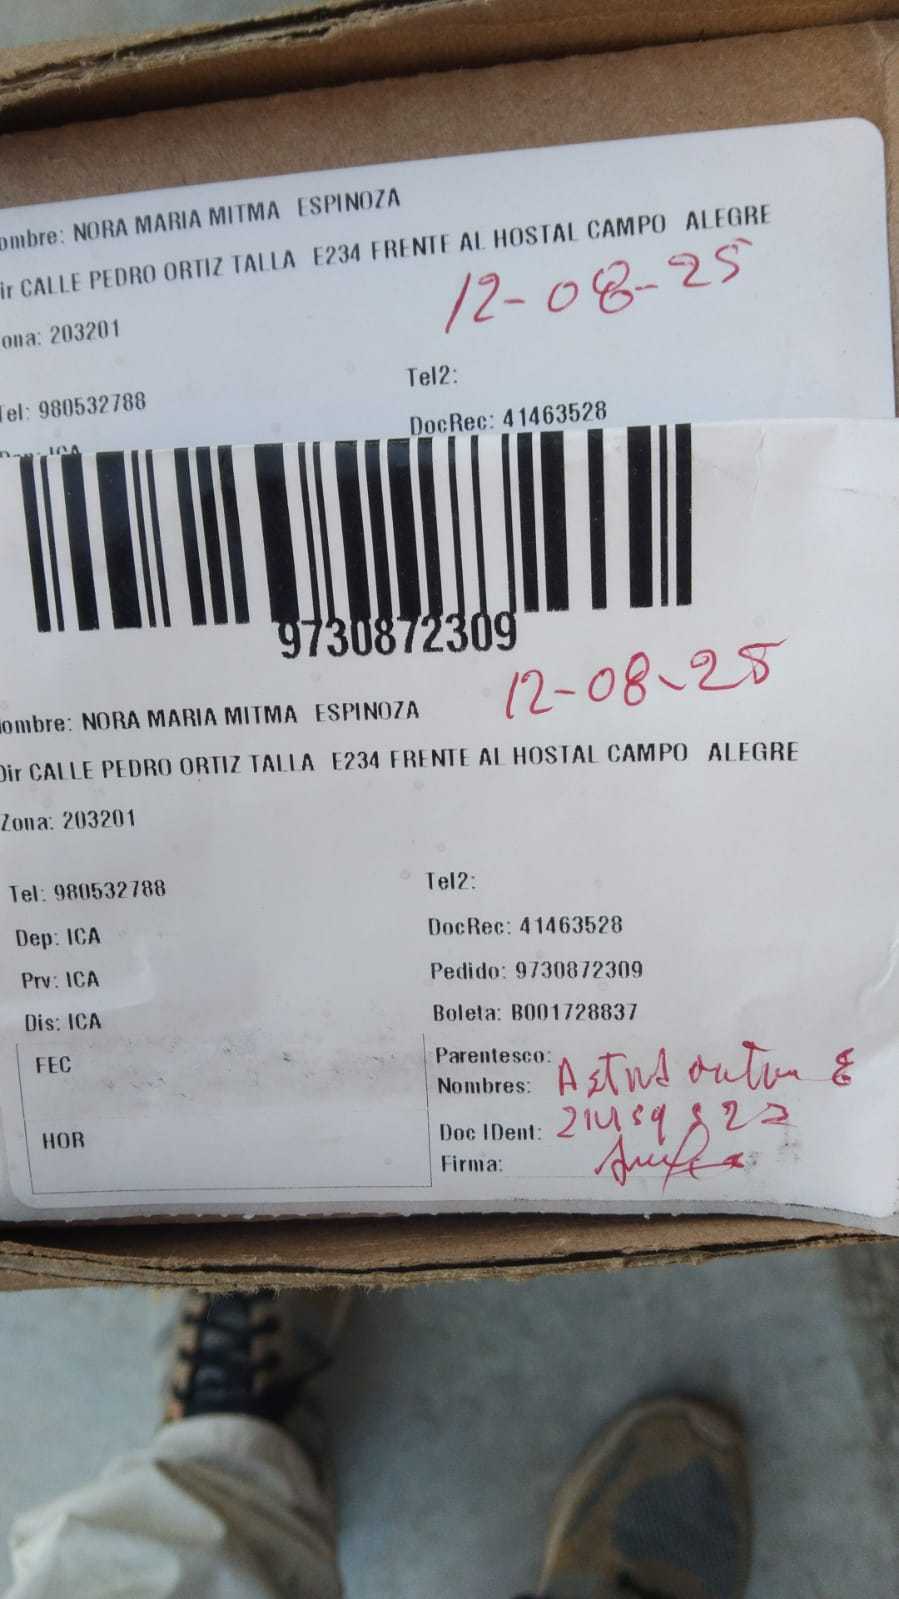 ombre: NORA MARIA MITMA ESPINOZA
ir CALLE PEDRO ORTIZ TALLA E234 FRENTE AL HOSTAL CAMPO ALEGRE
12-08-25
ona: 203201
Tel2:
Tel: 980532788
DocRec: 41463528
9730872309
12-08-25
ombre: NORA MARIA MITMA ESPINOZA
Dir CALLE PEDRO ORTIZ TALLA E234 FRENTE AL HOSTAL CAMPO ALEGRE
Zona: 203201
Tel: 980532788
Tel2:
Dep: ICA
DocRec: 41463528
Prv: ICA
Pedido: 9730872309
Dis: ICA
Boleta: B001728837
FEC
Parentesco:
Nombres:
HOR
Doc IDent:
Firma: